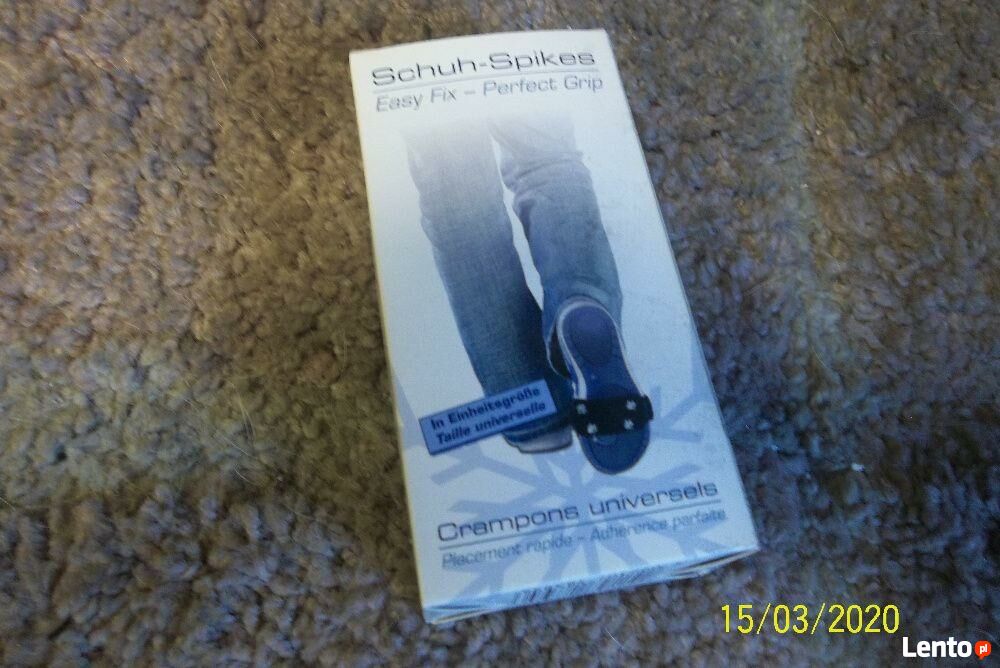 Schuh-Spikes
Easy Fix – Perfect Grip
In Einheitsgröße
Taille universelle
Crampons universels
Placement rapide – Adhérence parfaite
15/03/2020
Lento.pl